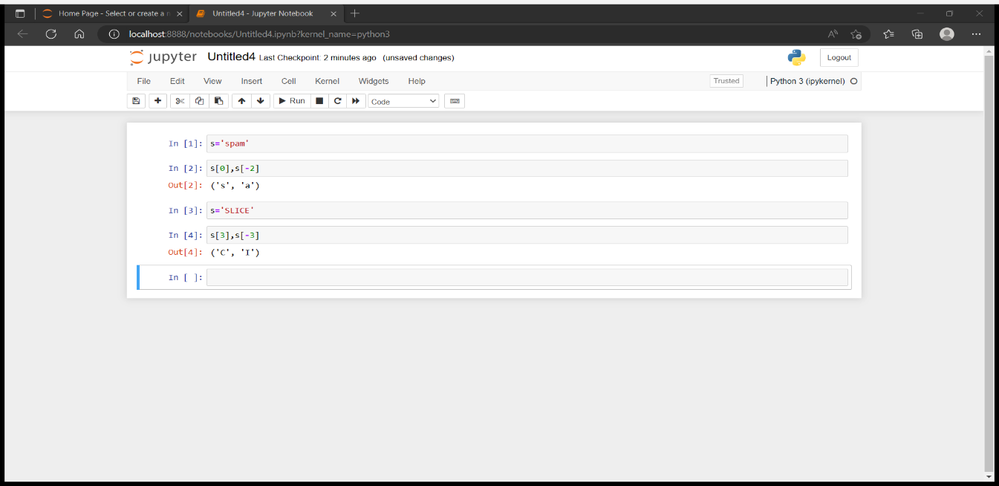 Home Page - Select or create a n
Untitled4 - Jupyter Notebook
localhost:8888/notebooks/Untitled4.ipynb?kernel_name=python3
jupyter Untitled4 Last Checkpoint: 2 minutes ago (unsaved changes)
Logout
File Edit View Insert Cell Kernel Widgets Help
Trusted
Python 3 (ipykernel)
Run
Code
In [1]: s='spam'
In [2]: s[0],s[-2]
Out[2]: ('s', 'a')
In [3]: s='SLICE'
In [4]: s[3],s[-3]
Out[4]: ('C', 'I')
In [ ]: